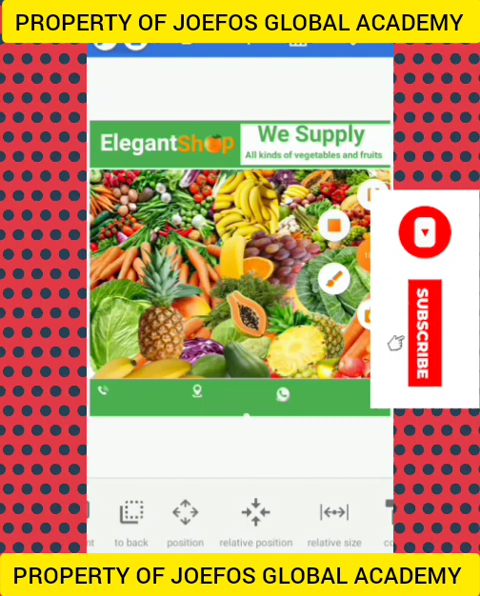 PROPERTY OF JOEFOS GLOBAL ACADEMY
ElegantShop
We Supply
All kinds of vegetables and fruits
SUBSCRIBE
to back
position
relative position
relative size
PROPERTY OF JOEFOS GLOBAL ACADEMY